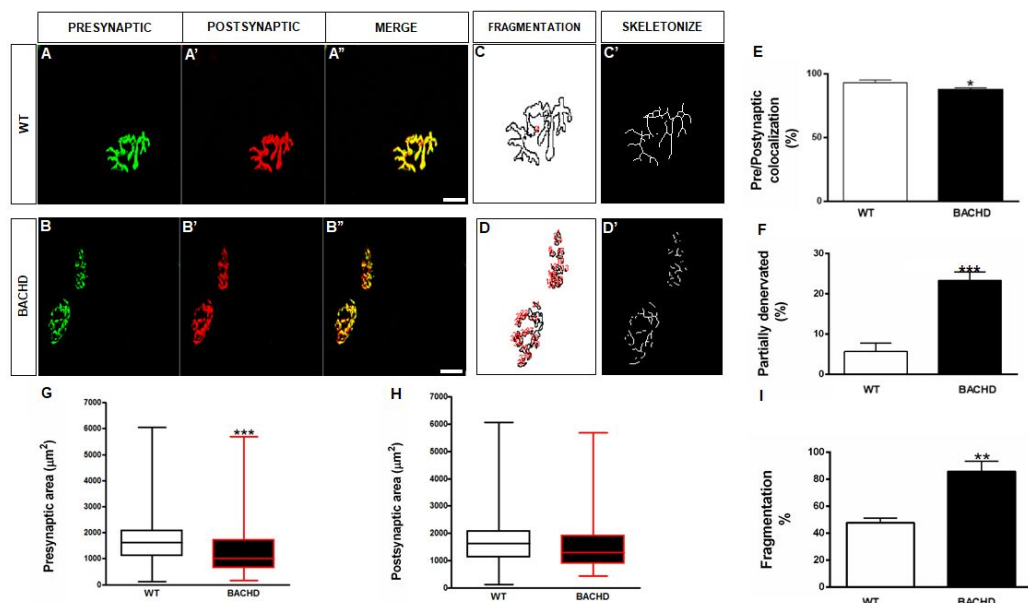 PRESYNAPTIC POSTSYNAPTIC MERGE FRAGMENTATION SKELETONIZE
WT
A A' A" C C'
BACHD
B B' B" D D'
E
Pre/Postynaptic
colocalization
(%)
100
50
0
*
WT BACHD
F
Partially denervated
(%)
30
20
10
0
***
WT BACHD
G
Presynaptic area (μm²)
7000
6000
5000
4000
3000
2000
1000
0
***
WT BACHD
H
Postsynaptic area (μm²)
7000
6000
5000
4000
3000
2000
1000
0
WT BACHD
I
Fragmentation
%
100
80
60
40
20
0
**
WT BACHD